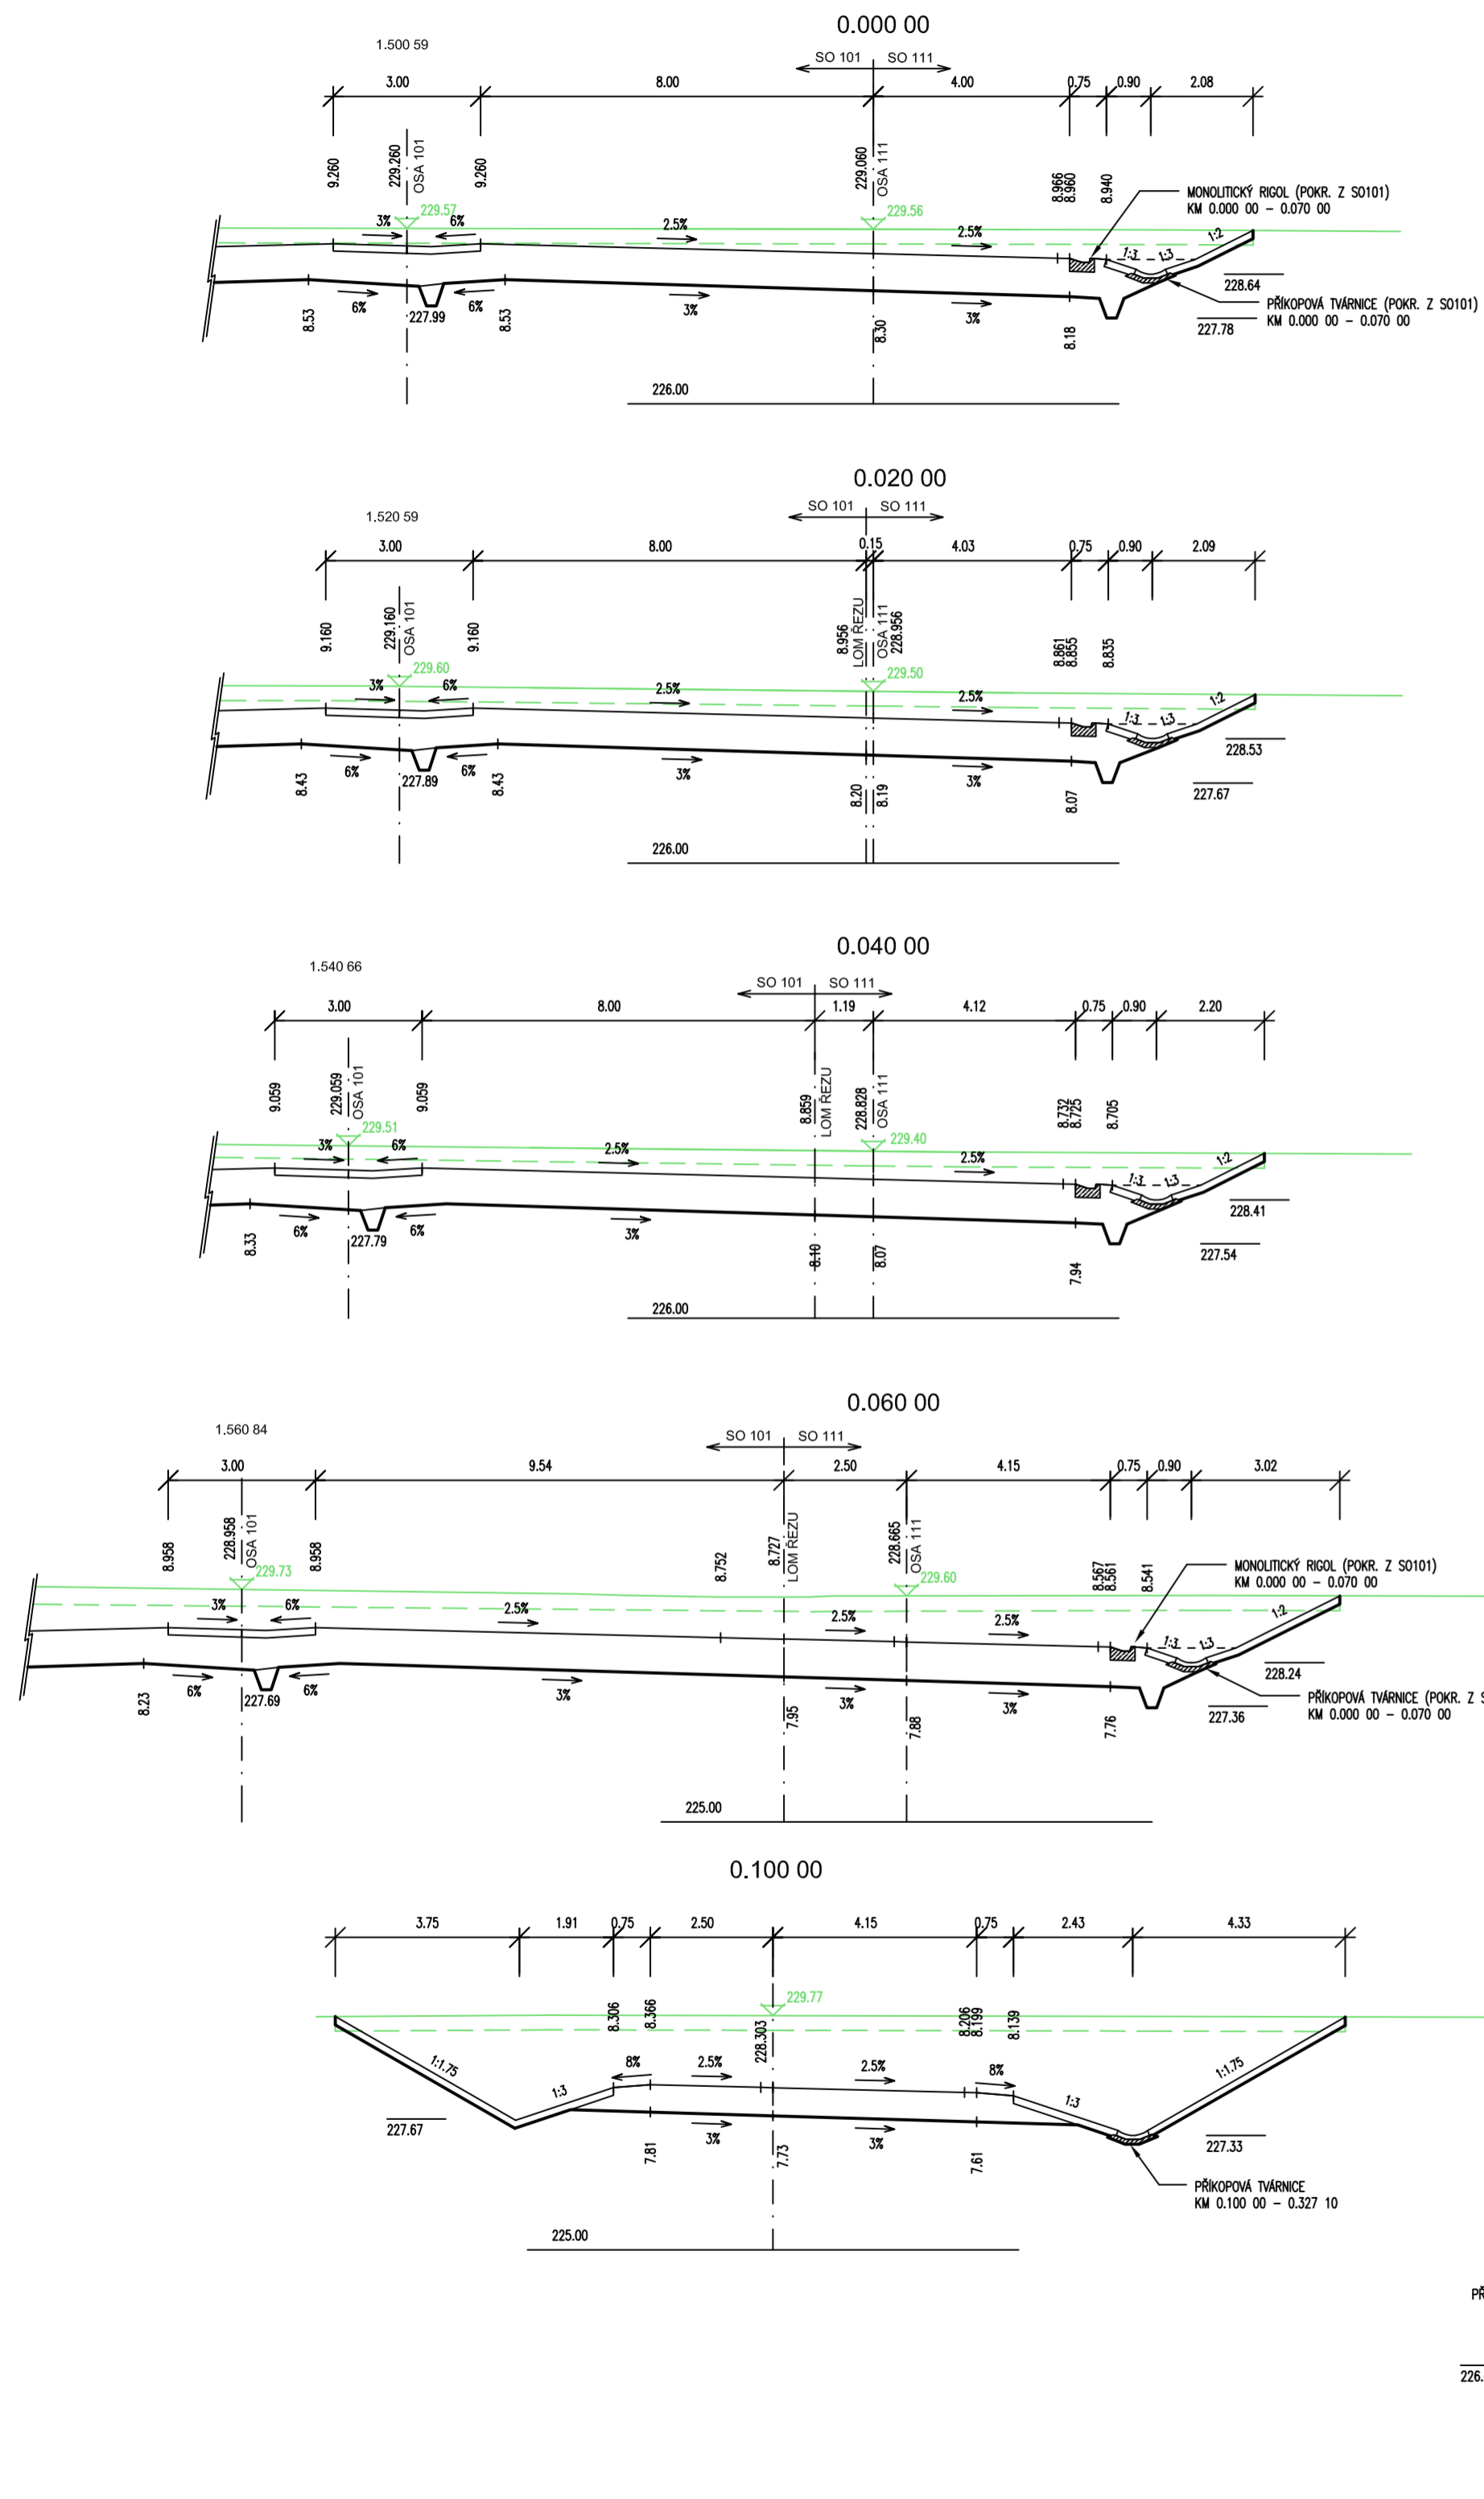 0.000 00
1.500 59
SO 101 SO 111
3.00 8.00 4.00 0.75 0.90 2.08
9.260 229.260 OSA 101 9.260 229.060 OSA 111 8.966 8.960 8.940
MONOLITICKÝ RIGOL (POKR. Z SO101)
KM 0.000 00 – 0.070 00
229.57 229.56
3% 6% 2.5% 2.5% 1:3 1:3 1:2
228.64
PŘÍKOPOVÁ TVÁRNICE (POKR. Z SO101)
KM 0.000 00 – 0.070 00
8.53 6% 227.99 6% 8.53 3% 8.30 3% 8.18 227.78
226.00
0.020 00
1.520 59
SO 101 SO 111
3.00 8.00 0.15 4.03 0.75 0.90 2.09
9.160 229.160 OSA 101 9.160 8.956 LOM ŘEZU OSA 111 228.956 8.861 8.855 8.835
229.60 229.50
3% 6% 2.5% 2.5% 1:3 1:3 1:2
228.53
8.43 6% 227.89 6% 8.43 3% 8.20 8.19 3% 8.07 227.67
226.00
0.040 00
1.540 66
SO 101 SO 111
3.00 8.00 1.19 4.12 0.75 0.90 2.20
9.059 229.059 OSA 101 9.059 8.859 LOM ŘEZU 228.828 OSA 111 8.732 8.725 8.705
229.51 229.40
3% 6% 2.5% 2.5% 1:3 1:3 1:2
228.41
8.33 6% 227.79 6% 3% 8.10 8.07 7.94 227.54
226.00
0.060 00
1.560 84
SO 101 SO 111
3.00 9.54 2.50 4.15 0.75 0.90 3.02
8.958 228.958 OSA 101 8.958 8.752 8.727 LOM ŘEZU 228.665 OSA 111 8.567 8.561 8.541
MONOLITICKÝ RIGOL (POKR. Z SO101)
KM 0.000 00 – 0.070 00
229.73 229.60
3% 6% 2.5% 2.5% 2.5% 1:3 1:3 1:2
228.24
PŘÍKOPOVÁ TVÁRNICE (POKR. Z S
KM 0.000 00 – 0.070 00
8.23 6% 227.69 6% 3% 7.95 3% 7.88 3% 7.76 227.36
225.00
0.100 00
3.75 1.91 0.75 2.50 4.15 0.75 2.43 4.33
229.77
8.306 8.366 228.303 8.206 8.199 8.139
1:1.75 1:3 8% 2.5% 2.5% 8% 1:3 1:1.75
227.67 7.81 3% 7.73 3% 7.61 227.33
PŘÍKOPOVÁ TVÁRNICE
KM 0.100 00 – 0.327 10
225.00
PŘ
226.